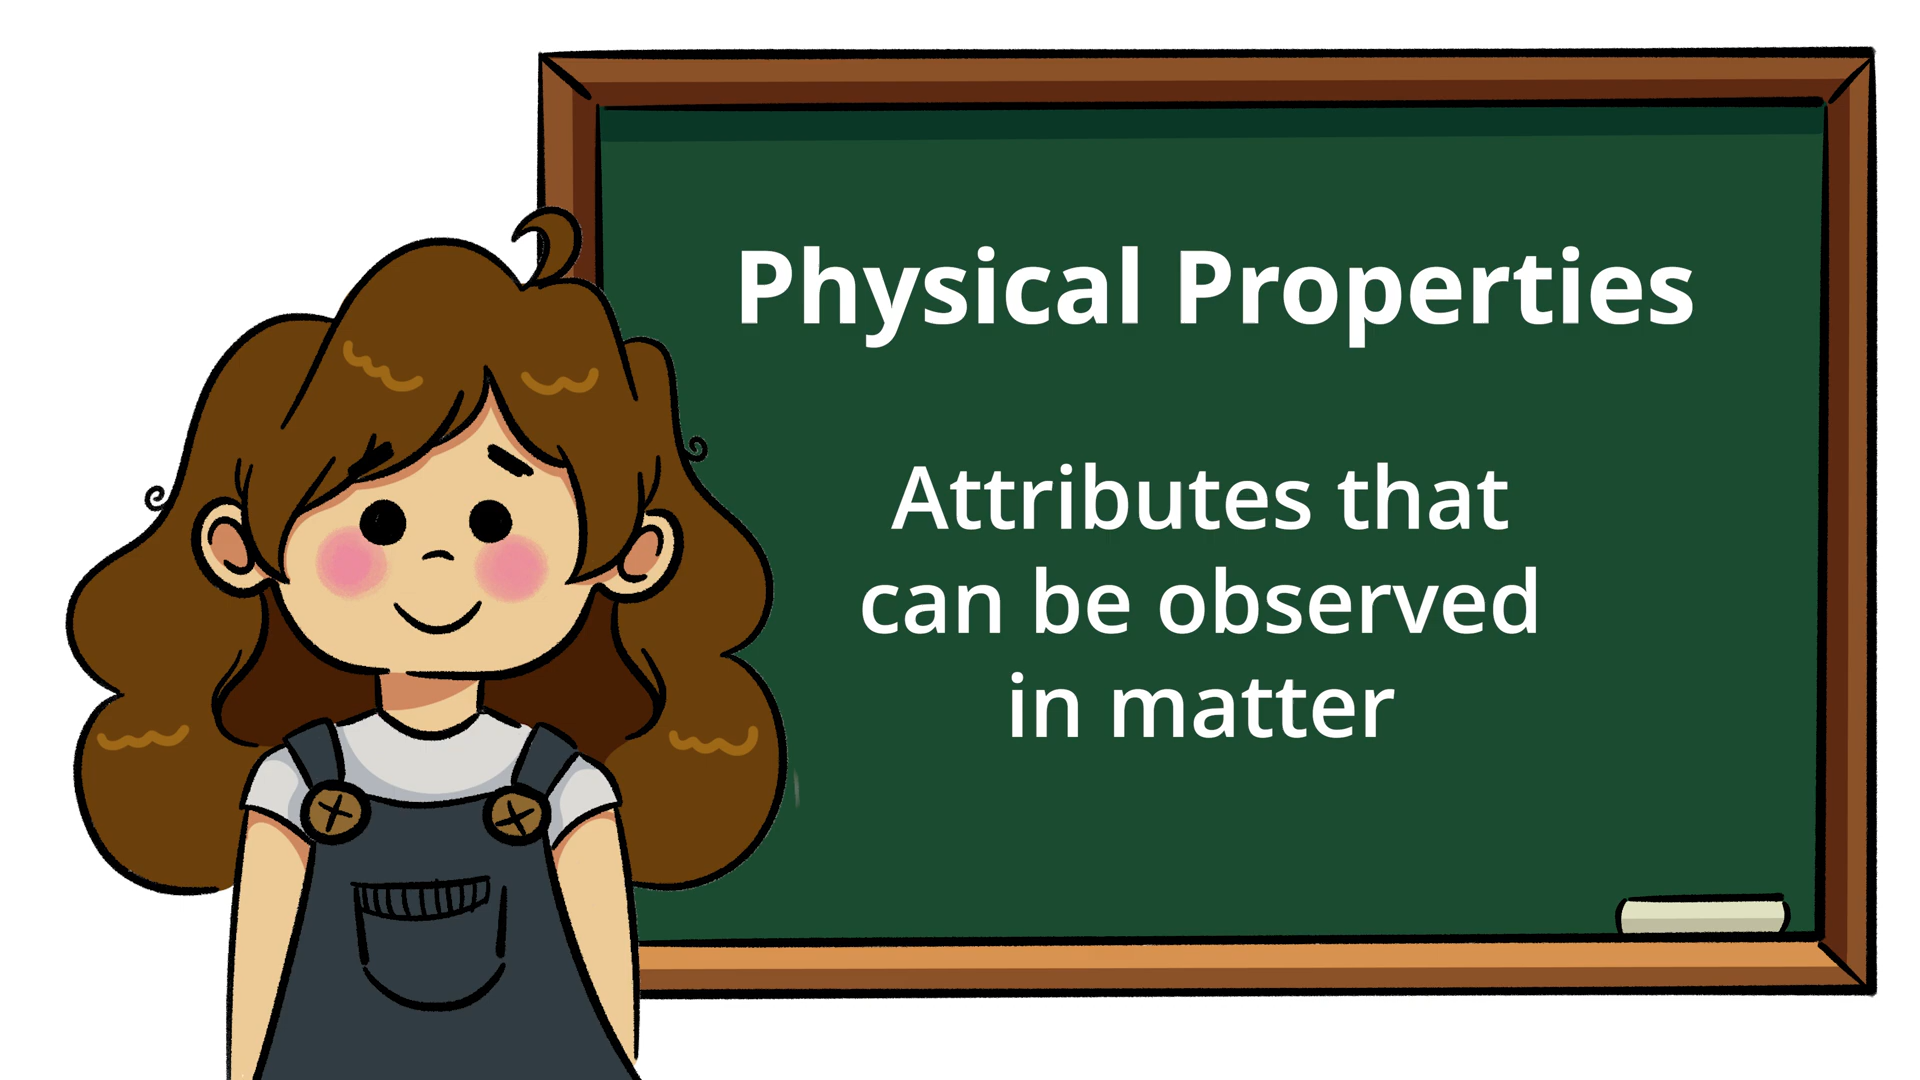 Physical Properties
Attributes that
can be observed
in matter